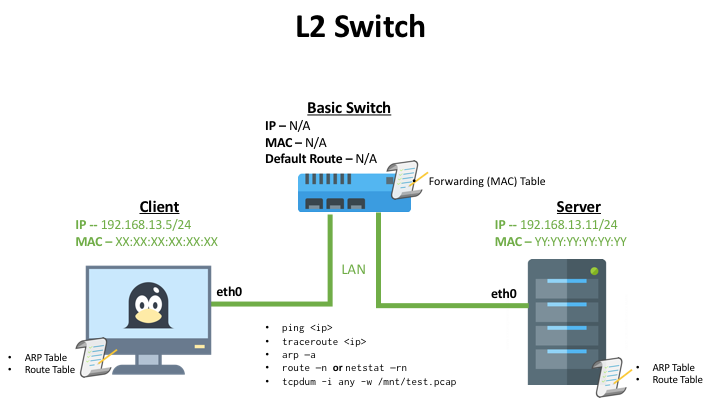 L2 Switch
Basic Switch
IP – N/A
MAC – N/A
Default Route – N/A
Forwarding (MAC) Table
Client
IP -- 192.168.13.5/24
MAC – XX:XX:XX:XX:XX:XX
Server
IP -- 192.168.13.11/24
MAC – YY:YY:YY:YY:YY:YY
LAN
eth0
eth0
• ping <ip>
• traceroute <ip>
• arp –a
• route –n or netstat –rn
• tcpdum -i any -w /mnt/test.pcap
• ARP Table
• Route Table
• ARP Table
• Route Table